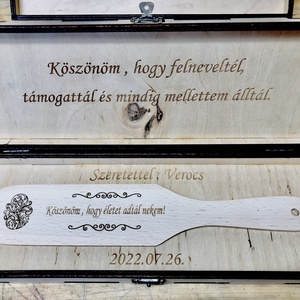 Köszönöm , hogy felneveltél,
támogattál és mindig mellettem álltál.
Szeretettel : Verocs
Köszönöm , hogy életet adtál nekem!
2022.07.26.